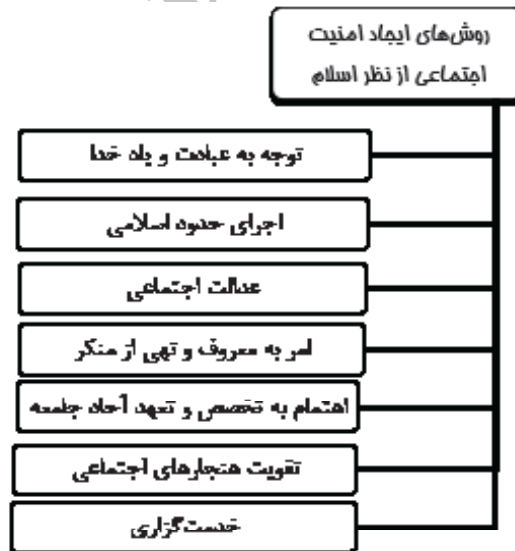 روش‌های ایجاد امنیت
اجتماعی از نظر اسلام
توجه به عبادت و یاد خدا
اجرای حدود اسلامی
عدالت اجتماعی
امر به معروف و نهی از منکر
اهتمام به تخصص و تعهد آحاد جامعه
تقویت هنجارهای اجتماعی
خدمت‌گزاری